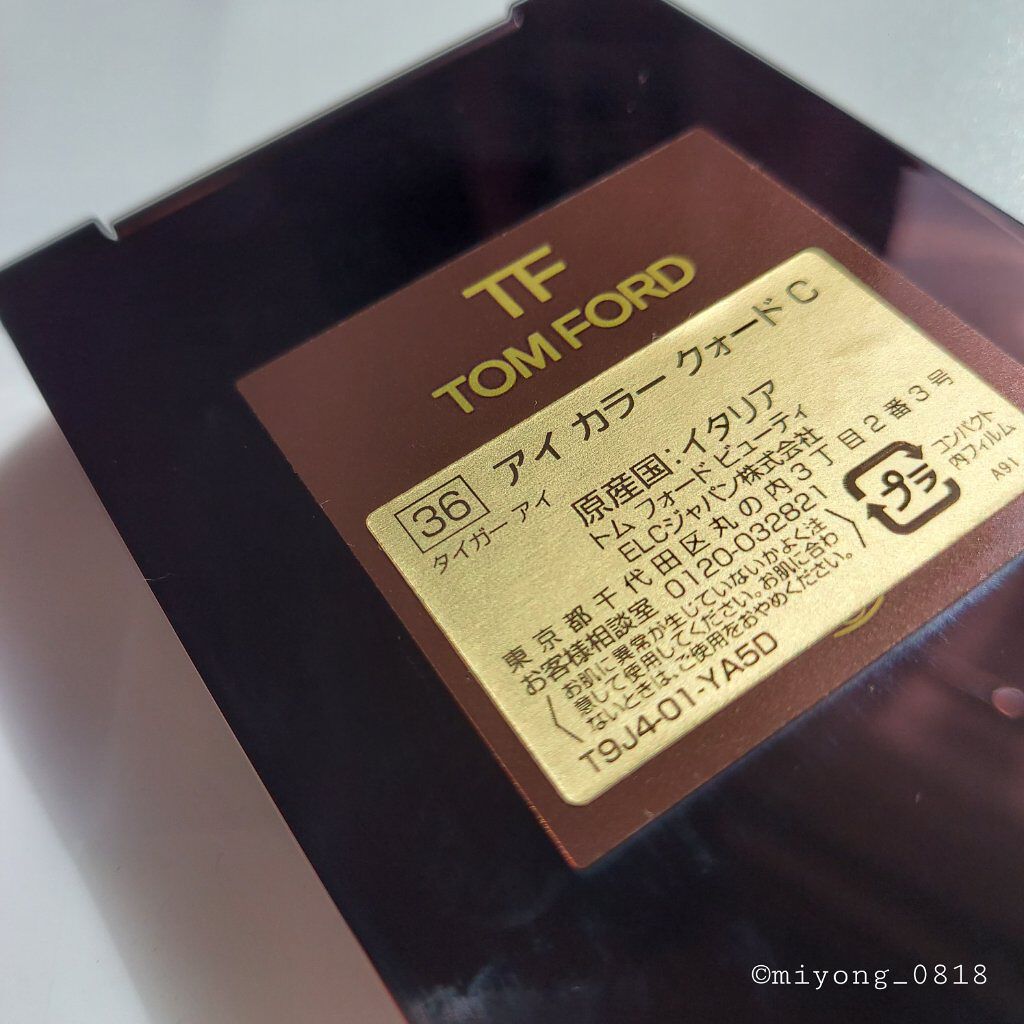 TF
TOM FORD
アイ カラー クォード C
36
タイガー アイ
原産国:イタリア
トム フォード ビューティ
ELCジャパン株式会社
東京都千代田区丸の内3丁目2番3号
お客様相談室 0120-032821
お肌に異常が生じていないかよく注
意して使用してください。お肌に合わ
ないときは、ご使用をおやめください。
T9J4-01-YA5D
プラ
コンパクト
内フィルム
A91
©miyong_0818